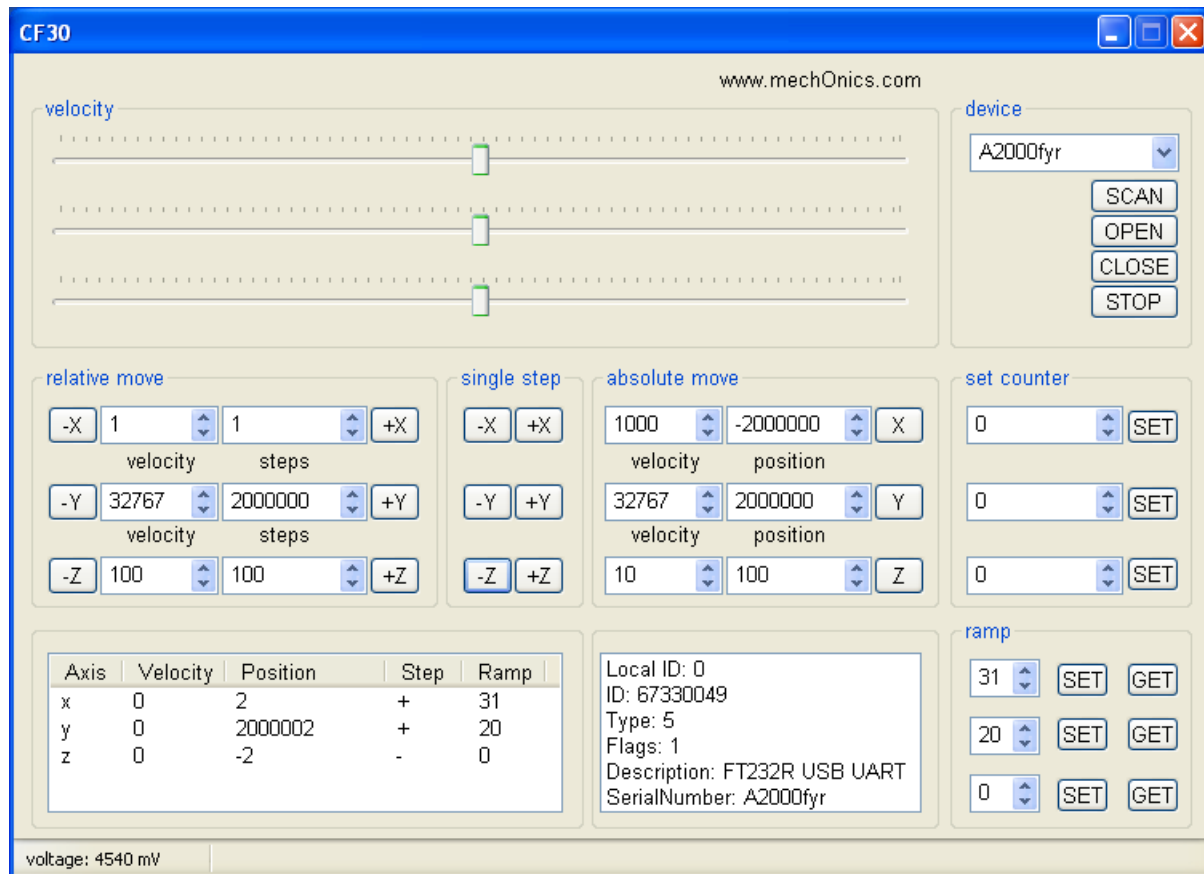 CF30
www.mechOnics.com
velocity
device
A2000fyr
SCAN
OPEN
CLOSE
STOP
relative move
single step
absolute move
set counter
-X 1 1 +X
-X +X
1000 -2000000 X
0 SET
velocity steps
velocity position
-Y 32767 2000000 +Y
-Y +Y
32767 2000000 Y
0 SET
velocity steps
velocity position
-Z 100 100 +Z
-Z +Z
10 100 Z
0 SET
Axis Velocity Position Step Ramp
x 0 2 + 31
y 0 2000002 + 20
z 0 -2 - 0
Local ID: 0
ID: 67330049
Type: 5
Flags: 1
Description: FT232R USB UART
SerialNumber: A2000fyr
ramp
31 SET GET
20 SET GET
0 SET GET
voltage: 4540 mV